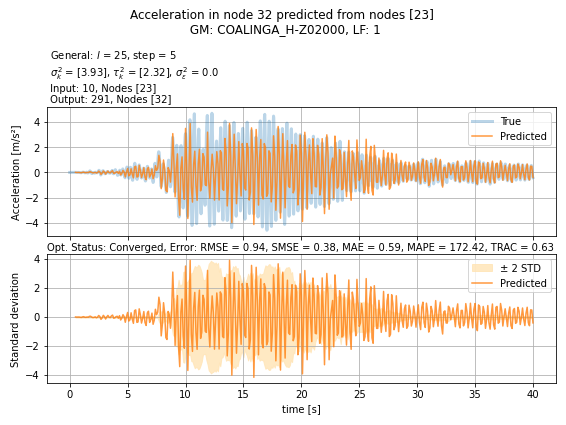 Acceleration in node 32 predicted from nodes [23]
GM: COALINGA_H-Z02000, LF: 1
General: l = 25, step = 5
σ²ₖ = [3.93], τ²ₖ = [2.32], σ²ε = 0.0
Input: 10, Nodes [23]
Output: 291, Nodes [32]
Acceleration [m/s²]
4
2
0
−2
−4
True
Predicted
Opt. Status: Converged, Error: RMSE = 0.94, SMSE = 0.38, MAE = 0.59, MAPE = 172.42, TRAC = 0.63
Standard deviation
4
2
0
−2
−4
± 2 STD
Predicted
0 5 10 15 20 25 30 35 40
time [s]